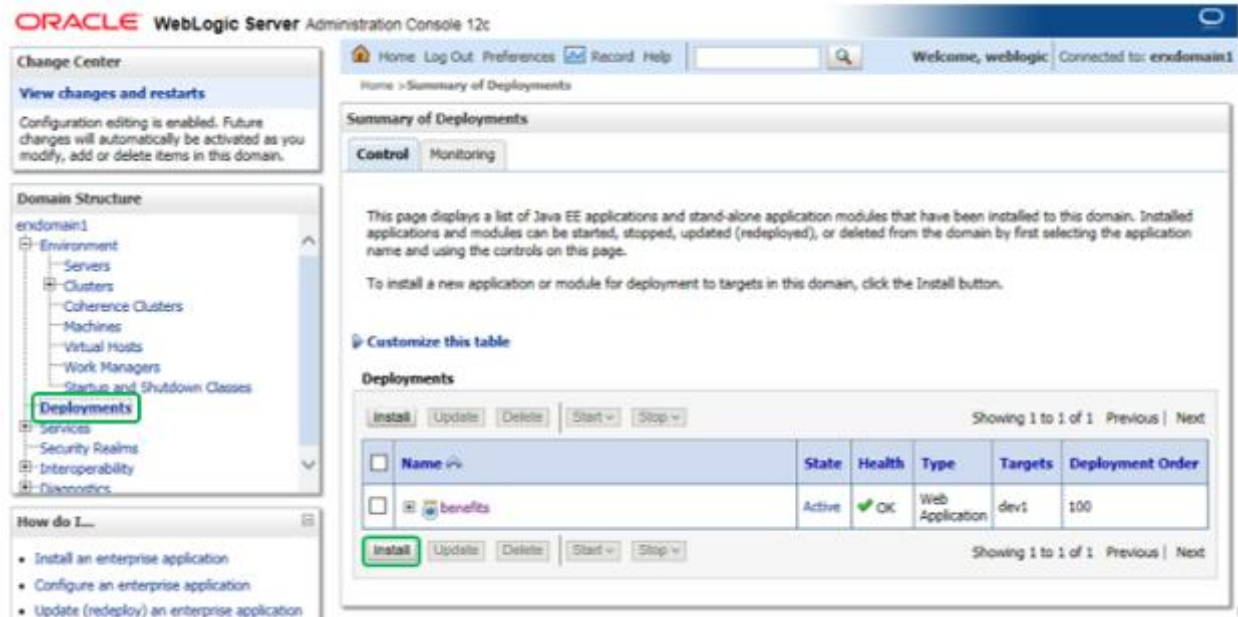 ORACLE WebLogic Server Administration Console 12c
Change Center
View changes and restarts
Configuration editing is enabled. Future
changes will automatically be activated as you
modify, add or delete items in this domain.
Domain Structure
erxdomain1
Environment
Servers
Clusters
Coherence Clusters
Machines
Virtual Hosts
Work Managers
Startup and Shutdown Classes
Deployments
Services
Security Realms
Interoperability
Diagnostics
How do I...
Install an enterprise application
Configure an enterprise application
Update (redeploy) an enterprise application
Home Log Out Preferences Record Help
Welcome, weblogic Connected to: erxdomain1
Home >Summary of Deployments
Summary of Deployments
Control Monitoring
This page displays a list of Java EE applications and stand-alone application modules that have been installed to this domain. Installed
applications and modules can be started, stopped, updated (redeployed), or deleted from the domain by first selecting the application
name and using the controls on this page.
To install a new application or module for deployment to targets in this domain, click the Install button.
Customize this table
Deployments
Install Update Delete Start Stop Showing 1 to 1 of 1 Previous | Next
Name State Health Type Targets Deployment Order
benefits Active OK Web Application dev1 100
Install Update Delete Start Stop Showing 1 to 1 of 1 Previous | Next